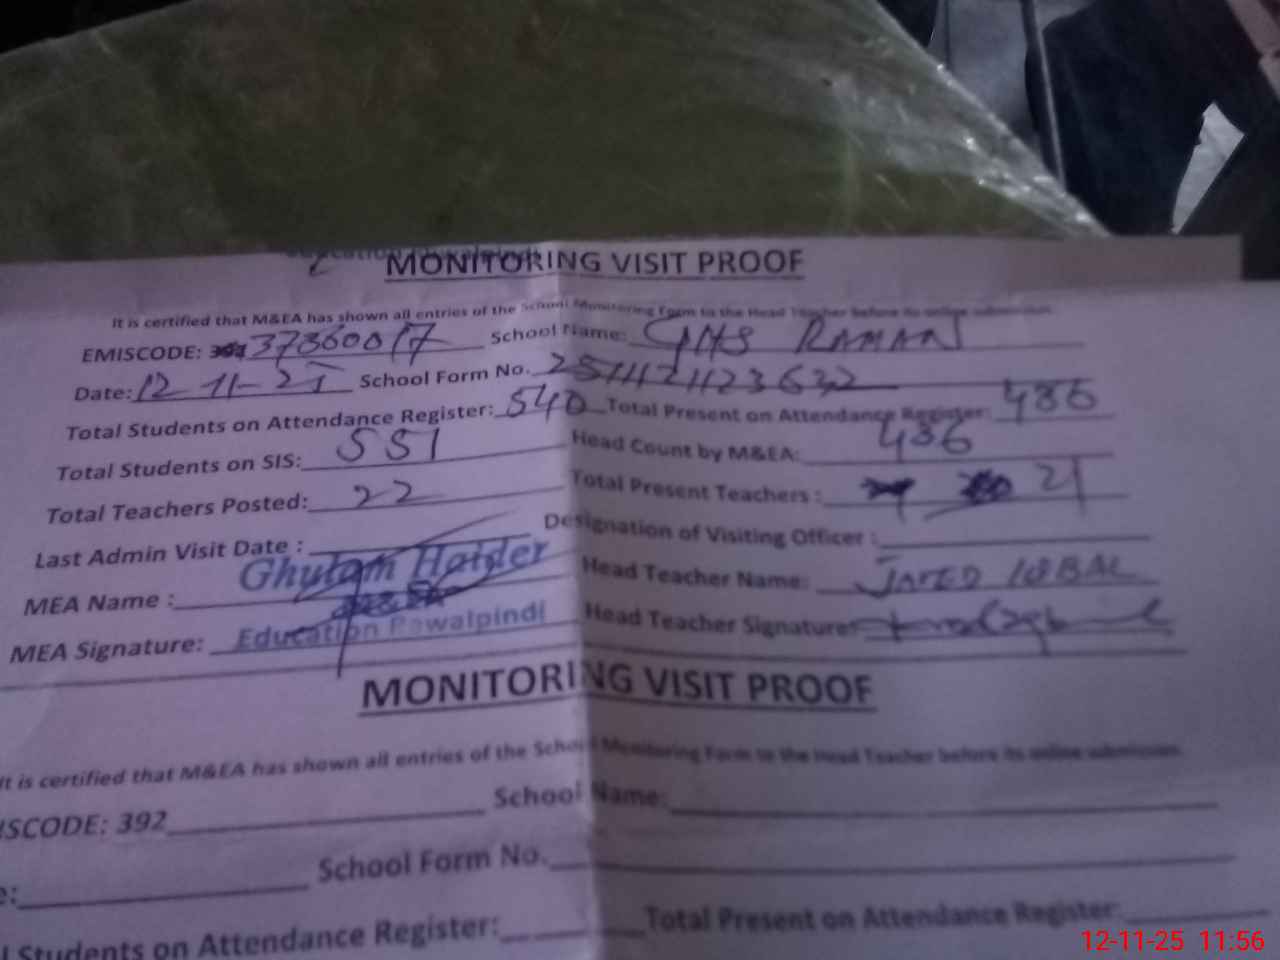 MONITORING VISIT PROOF
It is certified that M&EA has shown all entries of the School Monitoring Form to the Head Teacher before its online submission.
EMISCODE: 37360017 School Name: GHS RAMAN
Date: 12-11-25 School Form No. 
Total Students on Attendance Register: 540 Total Present on Attendance Register: 486
Total Students on SIS: 551 Head Count by M&EA: 486
Total Teachers Posted: 22 Total Present Teachers : 21
Last Admin Visit Date : Designation of Visiting Officer :
MEA Name : Ghulam Haider Head Teacher Name: JAVED IQBAL
MEA Signature: Education Rawalpindi Head Teacher Signature:
MONITORING VISIT PROOF
It is certified that M&EA has shown all entries of the School Monitoring Form to the Head Teacher before its online submission.
ISCODE: 392 School Name:
e: School Form No.
l Students on Attendance Register: Total Present on Attendance Register:
12-11-25 11:56